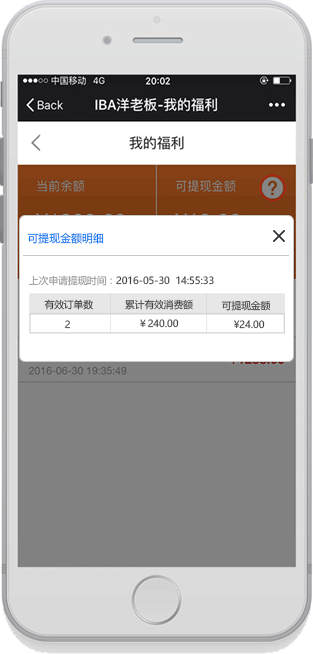 中国移动 4G 20:02
Back IBA洋老板-我的福利
我的福利
当前余额 可提现金额 ?
可提现金额明细
上次申请提现时间：2016-05-30 14:55:33
有效订单数 累计有效消费额 可提现金额
2 ￥240.00 ￥24.00
2016-06-30 19:35:49